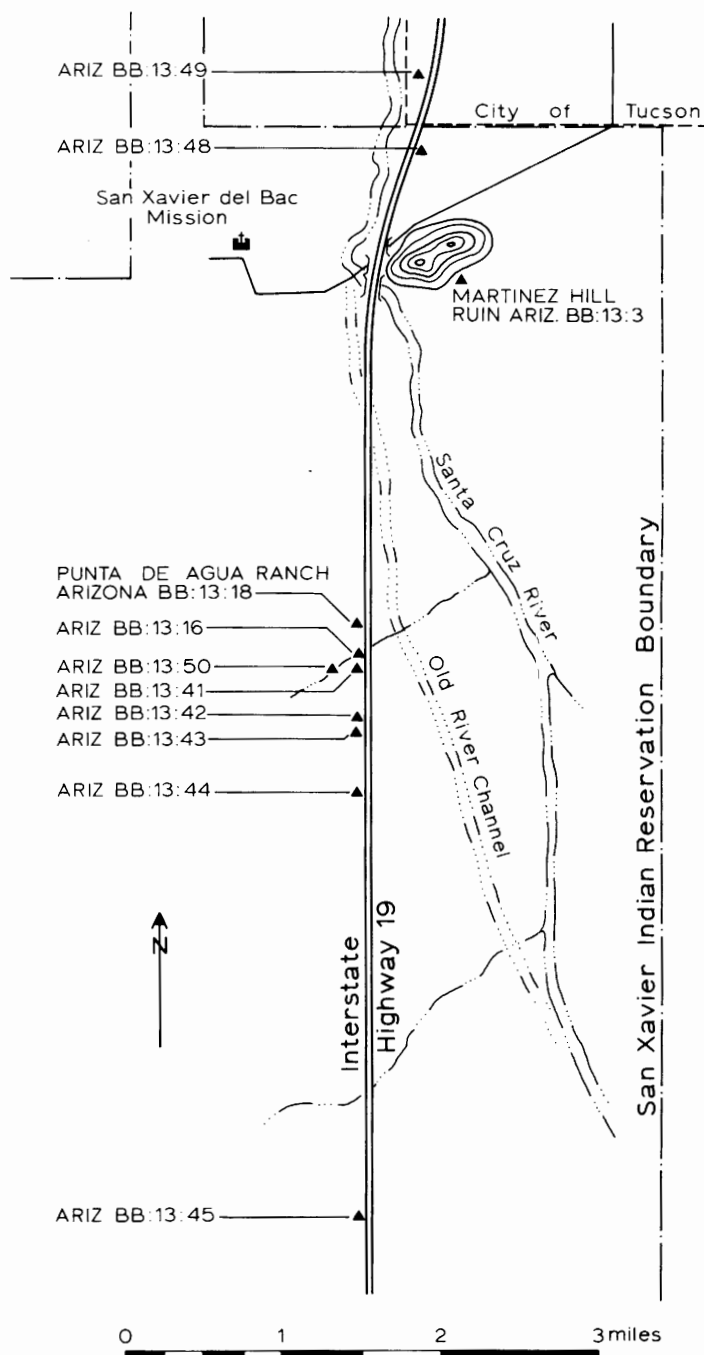 ARIZ BB:13:49
City of Tucson
ARIZ BB:13:48
San Xavier del Bac
Mission
MARTINEZ HILL
RUIN ARIZ. BB:13:3
Santa Cruz River
PUNTA DE AGUA RANCH
ARIZONA BB:13:18
ARIZ BB:13:16
ARIZ BB:13:50
ARIZ BB:13:41
ARIZ BB:13:42
ARIZ BB:13:43
ARIZ BB:13:44
Old River Channel
San Xavier Indian Reservation Boundary
N
Interstate
Highway 19
ARIZ BB:13:45
0 1 2 3 miles